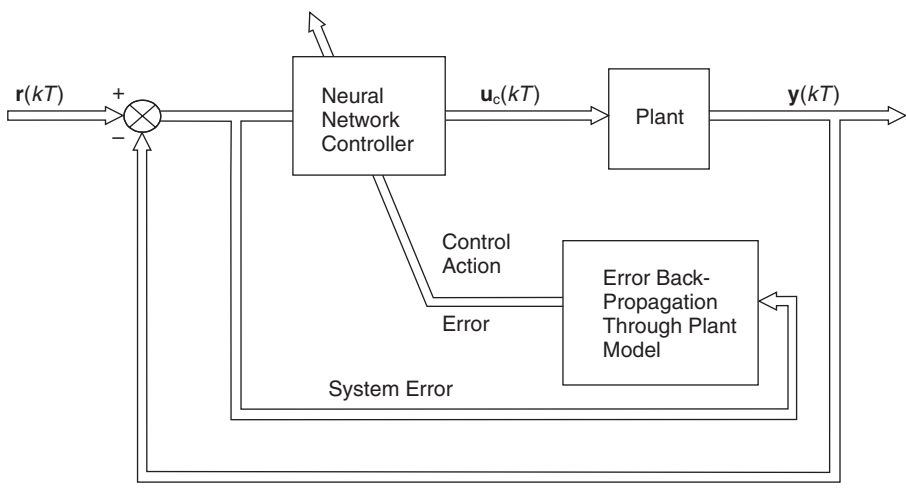 r(kT)
+
−
Neural
Network
Controller
u_c(kT)
Plant
y(kT)
Control
Action
Error
Error Back-
Propagation
Through Plant
Model
System Error